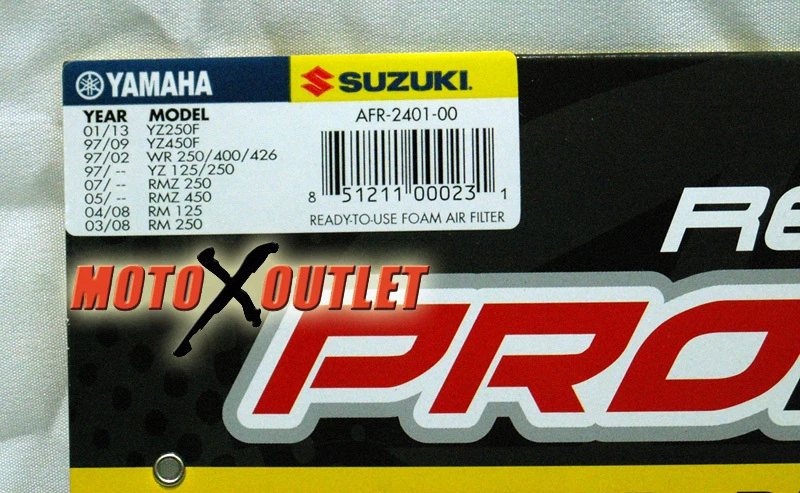 YAMAHA
SUZUKI
YEAR MODEL
01/13 YZ250F
97/09 YZ450F
97/02 WR 250/400/426
97/ -- YZ 125/250
07/ -- RMZ 250
05/ -- RMZ 450
04/08 RM 125
03/08 RM 250
AFR-2401-00
8 51211 00023 1
READY-TO-USE FOAM AIR FILTER
MOTO X OUTLET
PRO